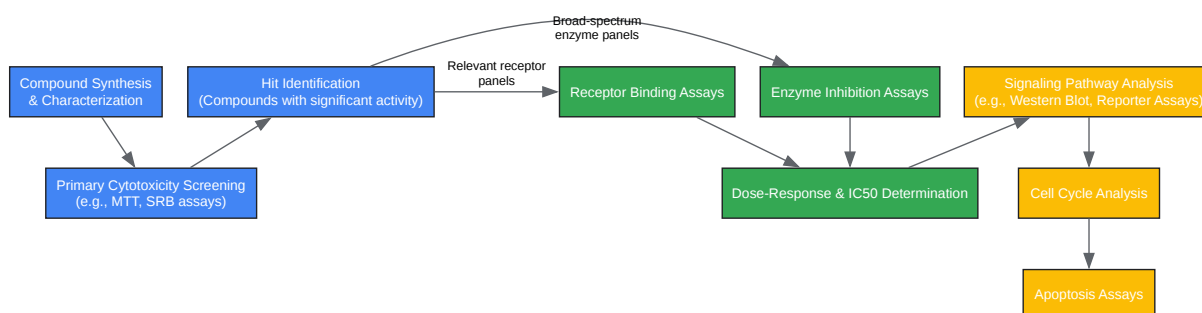 Broad-spectrum
enzyme panels
Compound Synthesis
& Characterization
Hit Identification
(Compounds with significant activity)
Relevant receptor
panels
Receptor Binding Assays
Enzyme Inhibition Assays
Signaling Pathway Analysis
(e.g., Western Blot, Reporter Assays)
Primary Cytotoxicity Screening
(e.g., MTT, SRB assays)
Dose-Response & IC50 Determination
Cell Cycle Analysis
Apoptosis Assays